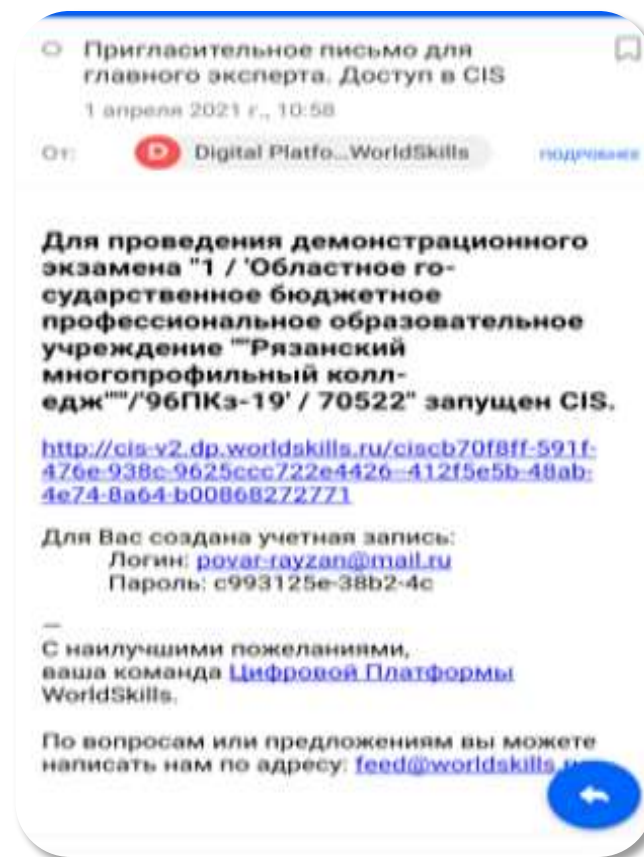 Пригласительное письмо для
главного эксперта. Доступ в CIS
1 апреля 2021 г., 10:58
От: Digital Platfo...WorldSkills подробнее
Для проведения демонстрационного
экзамена "1 / 'Областное го-
сударственное бюджетное
профессиональное образовательное
учреждение ""Рязанский
многопрофильный колл-
едж"""/'96ПКз-19' / 70522" запущен CIS.
http://cis-v2.dp.worldskills.ru/ciscb70f8ff-591f-
476e-938c-9625ccc722e4426--412f5e5b-48ab-
4e74-8a64-b00868272771
Для Вас создана учетная запись:
Логин: povar-rayzan@mail.ru
Пароль: c993125e-38b2-4c
—
С наилучшими пожеланиями,
ваша команда Цифровой Платформы
WorldSkills.
По вопросам или предложениям вы можете
написать нам по адресу: feed@worldskills